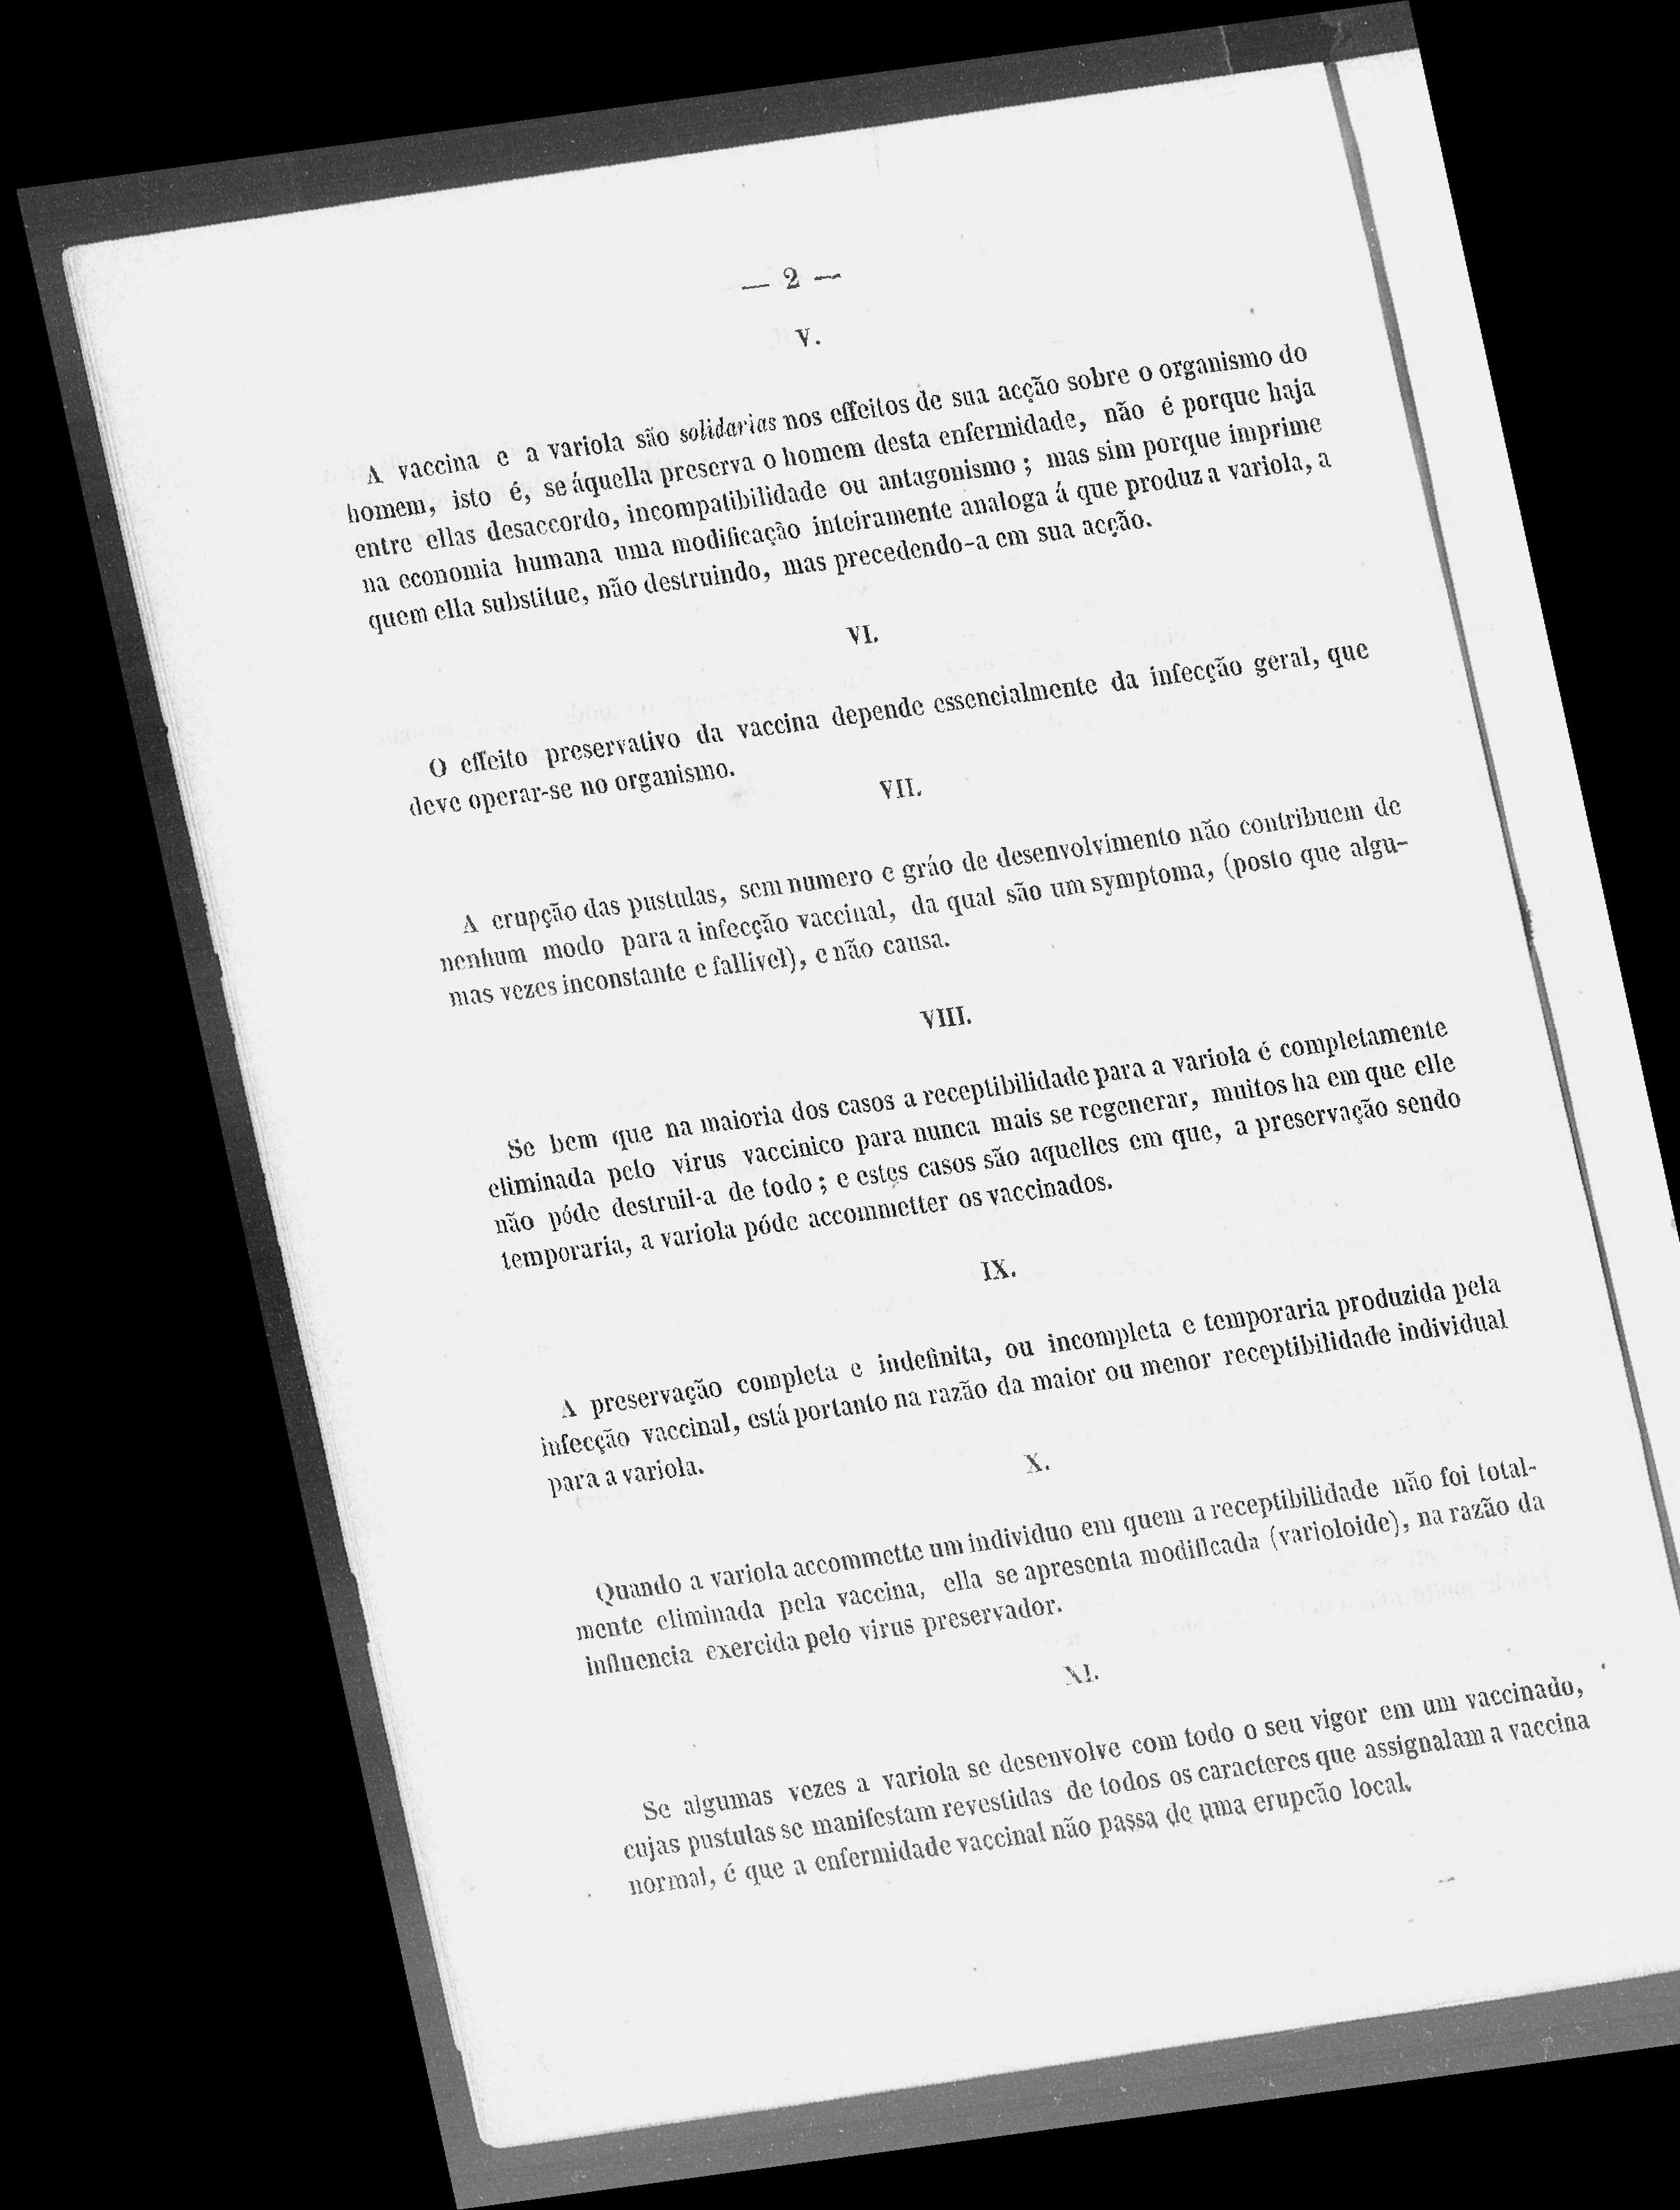 — 2 —
V.
A vaccina e a variola são solidarias nos effeitos de sua acção sobre o organismo do
homem, isto é, se áquella preserva o homem desta enfermidade, não é porque haja
entre ellas desaccordo, incompatibilidade ou antagonismo ; mas sim porque imprime
na economia humana uma modificação inteiramente analoga á que produz a variola, a
quem ella substitue, não destruindo, mas precedendo-a em sua acção.
VI.
O effeito preservativo da vaccina depende essencialmente da infecção geral, que
deve operar-se no organismo.
VII.
A erupção das pustulas, sem numero e gráo de desenvolvimento não contribuem de
nenhum modo para a infecção vaccinal, da qual são um symptoma, (posto que algu-
mas vezes inconstante e fallivel), e não causa.
VIII.
Se bem que na maioria dos casos a receptibilidade para a variola é completamente
eliminada pelo virus vaccinico para nunca mais se regenerar, muitos ha em que elle
não póde destruil-a de todo ; e estes casos são aquelles em que, a preservação sendo
temporaria, a variola póde accommetter os vaccinados.
IX.
A preservação completa e indefinita, ou incompleta e temporaria produzida pela
infecção vaccinal, está portanto na razão da maior ou menor receptibilidade individual
para a variola.
X.
Quando a variola accommette um individuo em quem a receptibilidade não foi total-
mente eliminada pela vaccina, ella se apresenta modificada (varioloide), na razão da
influencia exercida pelo virus preservador.
XI.
Se algumas vezes a variola se desenvolve com todo o seu vigor em um vaccinado,
cujas pustulas se manifestam revestidas de todos os caracteres que assignalam a vaccina
normal, é que a enfermidade vaccinal não passa de uma erupcão local.